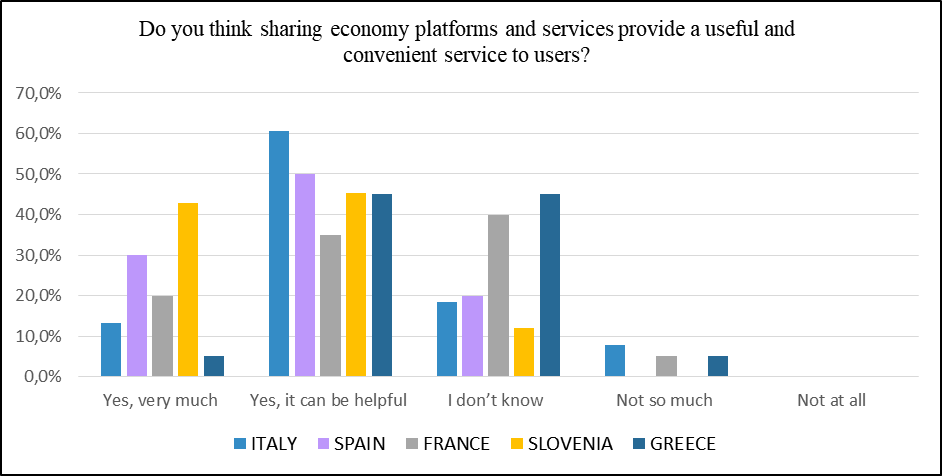 Do you think sharing economy platforms and services provide a useful and
convenient service to users?
70,0%
60,0%
50,0%
40,0%
30,0%
20,0%
10,0%
0,0%
Yes, very much Yes, it can be helpful I don’t know Not so much Not at all
ITALY SPAIN FRANCE SLOVENIA GREECE